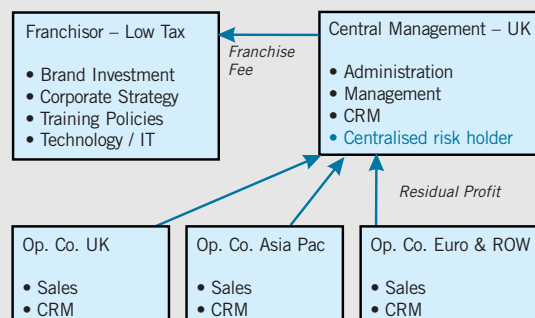 Franchisor – Low Tax
• Brand Investment
• Corporate Strategy
• Training Policies
• Technology / IT
Franchise
Fee
Central Management – UK
• Administration
• Management
• CRM
• Centralised risk holder
Residual Profit
Op. Co. UK
• Sales
• CRM
Op. Co. Asia Pac
• Sales
• CRM
Op. Co. Euro & ROW
• Sales
• CRM